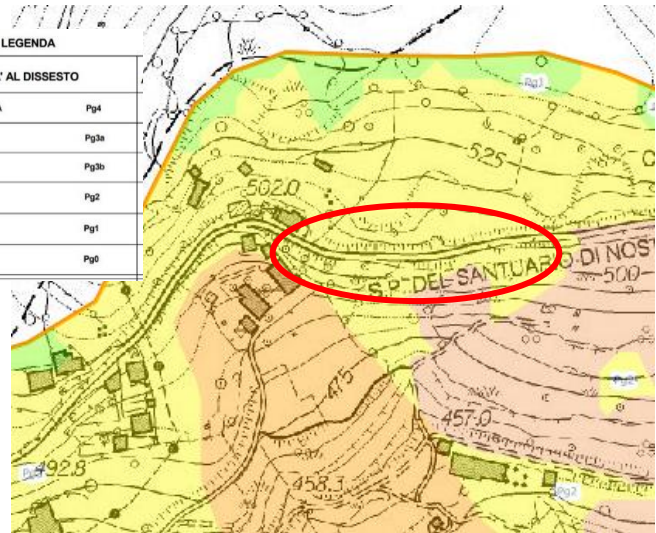 LEGENDA
' AL DISSESTO
A Pg4
Pg3a
Pg3b
Pg2
Pg1
Pg0
Pg1
525
502.0
S.P. DEL SANTUARIO DI NOST
500
475
Pg2
457.0
492.8
458.3
Pg2